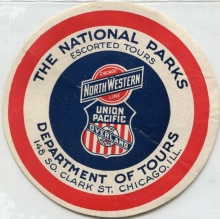 THE NATIONAL PARKS
ESCORTED TOURS
CHICAGO
NORTH WESTERN
LINE
UNION
PACIFIC
OVERLAND
DEPARTMENT OF TOURS
148 SO. CLARK ST. CHICAGO, ILL.